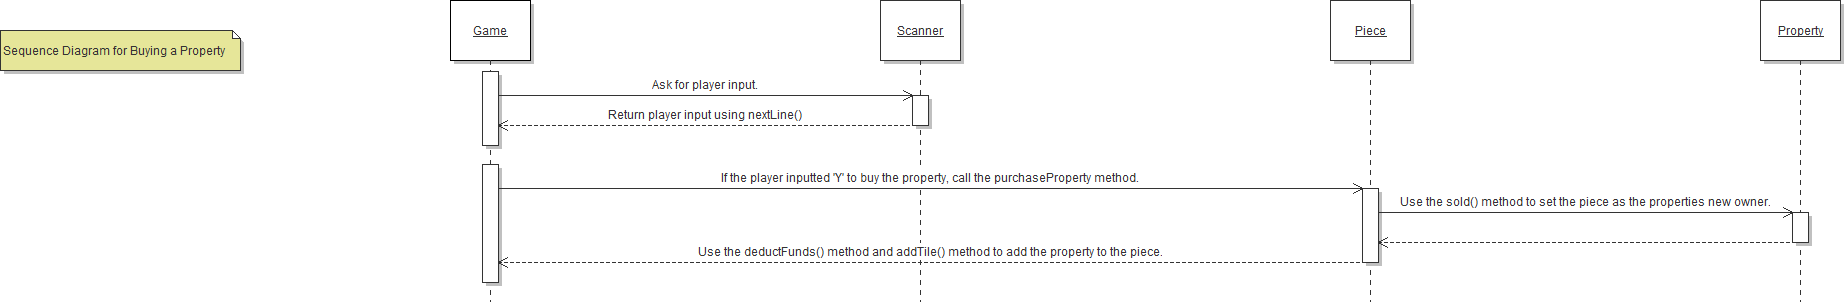 Game
Scanner
Piece
Property
Sequence Diagram for Buying a Property
Ask for player input.
Return player input using nextLine()
If the player inputted 'Y' to buy the property, call the purchaseProperty method.
Use the sold() method to set the piece as the properties new owner.
Use the deductFunds() method and addTile() method to add the property to the piece.